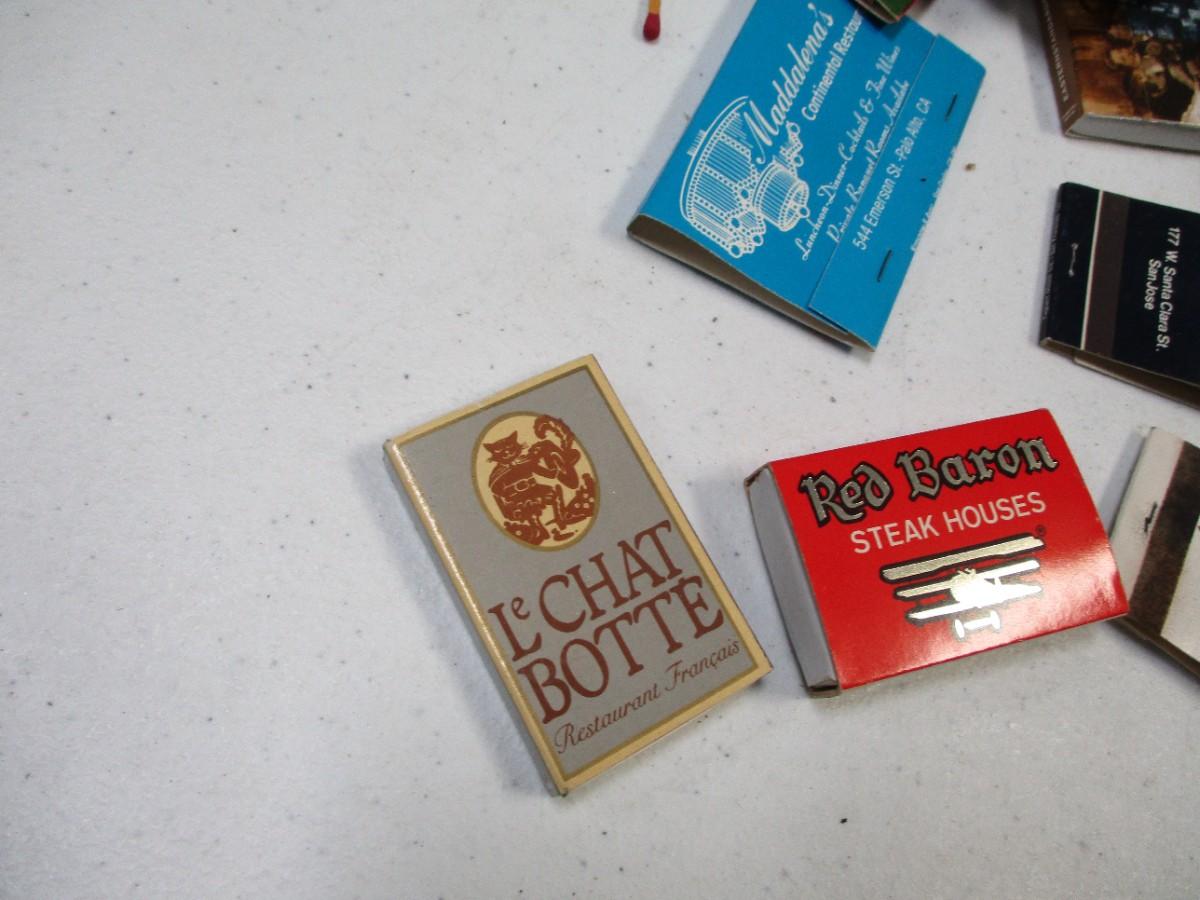 Maddalena's
Continental Restau
Luncheon-Dinner-Cocktails & Fine Wines
Private Banquet Rooms Available
544 Emerson St.-Palo Alto, CA
177 W. Santa Clara St.
San Jose
Red Baron
STEAK HOUSES
®
Le CHAT
BOTTE
Restaurant Français